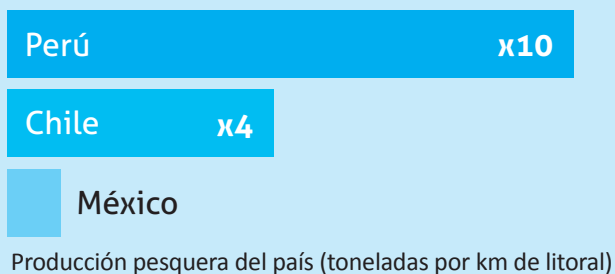 Perú x10
Chile x4
México
Producción pesquera del país (toneladas por km de litoral)